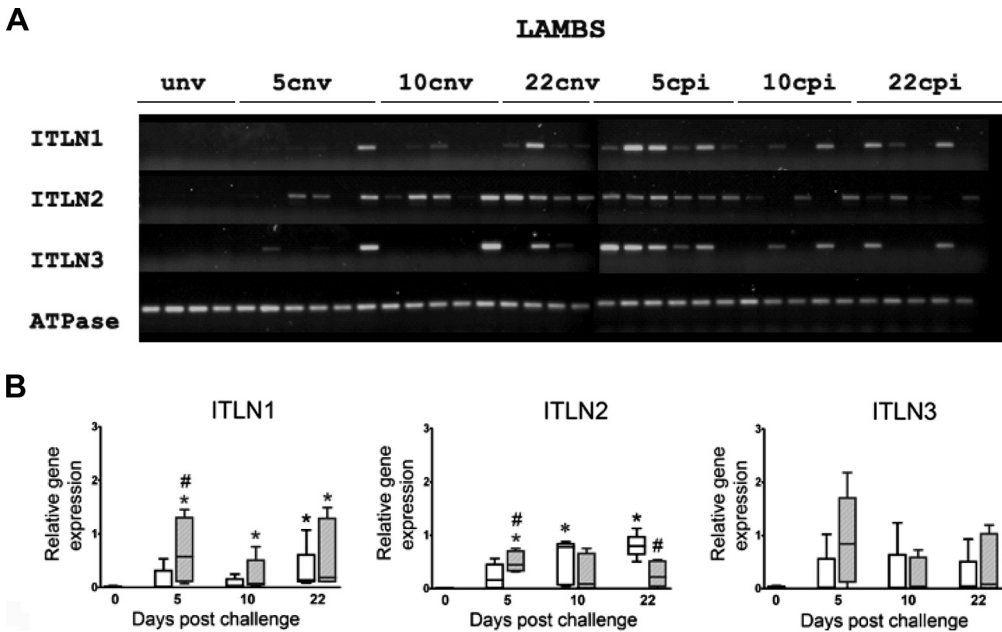 A
LAMBS
unv 5cnv 10cnv 22cnv 5cpi 10cpi 22cpi
ITLN1
ITLN2
ITLN3
ATPase
B
ITLN1
Relative gene
expression
3
2
1
0
#
*
*
*
*
0 5 10 22
Days post challenge
ITLN2
Relative gene
expression
3
2
1
0
#
*
*
*
#
0 5 10 22
Days post challenge
ITLN3
Relative gene
expression
3
2
1
0
0 5 10 22
Days post challenge